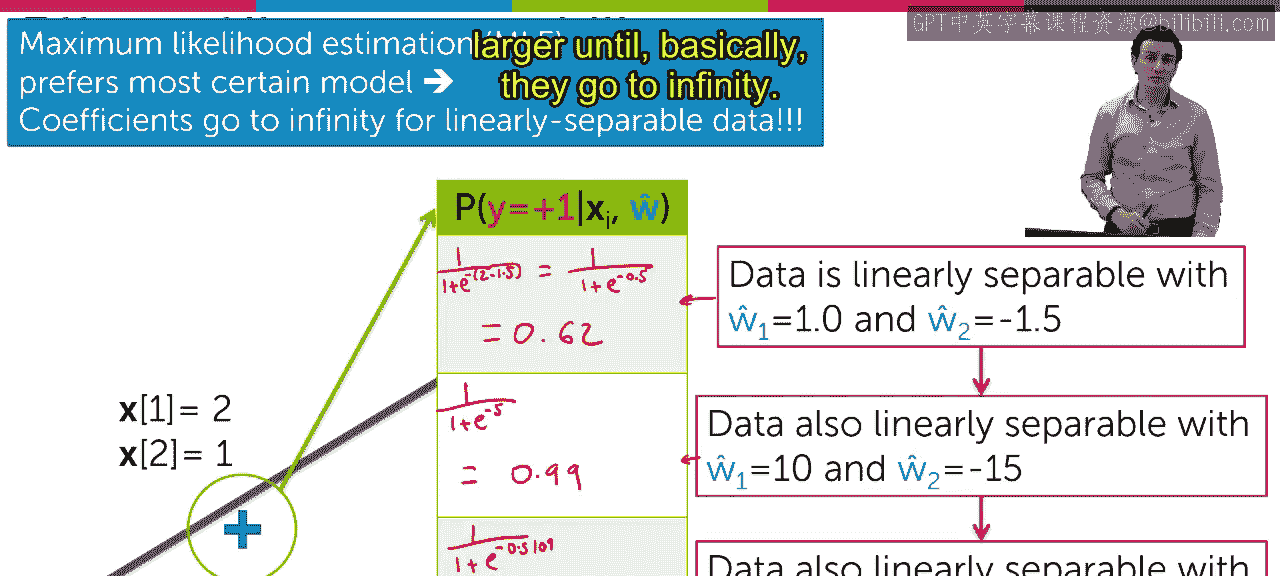 GPT中英字幕课程资源@bilibili.com
Maximum likelihood estimation
prefers most certain model ➔
Coefficients go to infinity for linearly-separable data!!!
larger until, basically,
they go to infinity.
P(y=+1|xᵢ, ŵ)
1/(1+e^-(2-1.5)) = 1/(1+e^-0.5)
= 0.62
Data is linearly separable with
ŵ₁=1.0 and ŵ₂=-1.5
x[1]= 2
x[2]= 1
1/(1+e^-5)
= 0.99
Data also linearly separable with
ŵ₁=10 and ŵ₂=-15
+
Data also linearly separable with